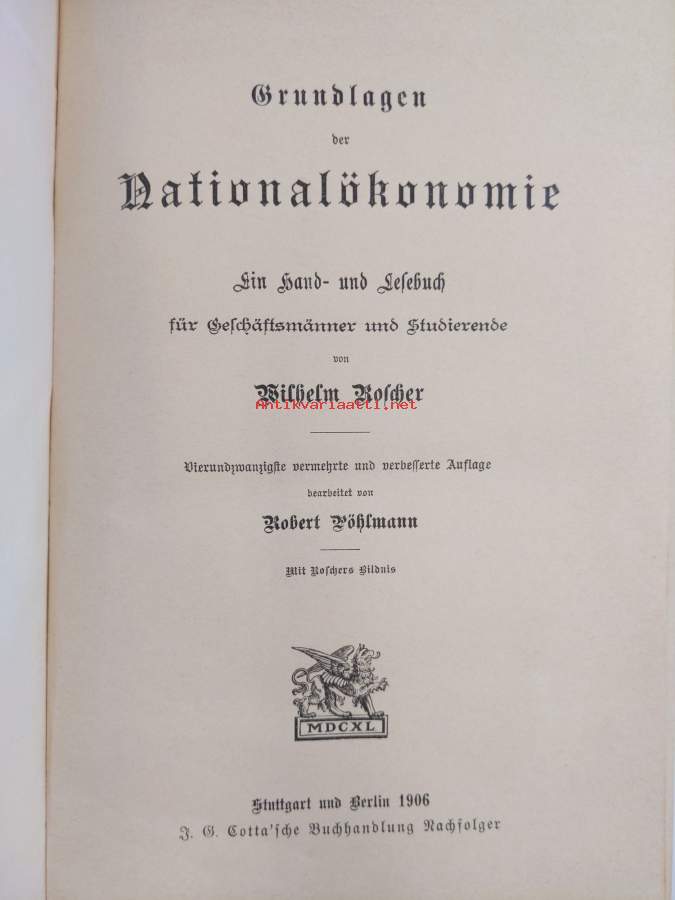 Grundlagen
der
Nationalökonomie
Ein Hand- und Lesebuch
für Geschäftsmänner und Studierende
von
Wilhelm Roscher
Antikvariaatti.net
Vierundzwanzigste vermehrte und verbesserte Auflage
bearbeitet von
Robert Pöhlmann
Mit Roschers Bildnis
MDCXL
Stuttgart und Berlin 1906
J. G. Cotta'sche Buchhandlung Nachfolger